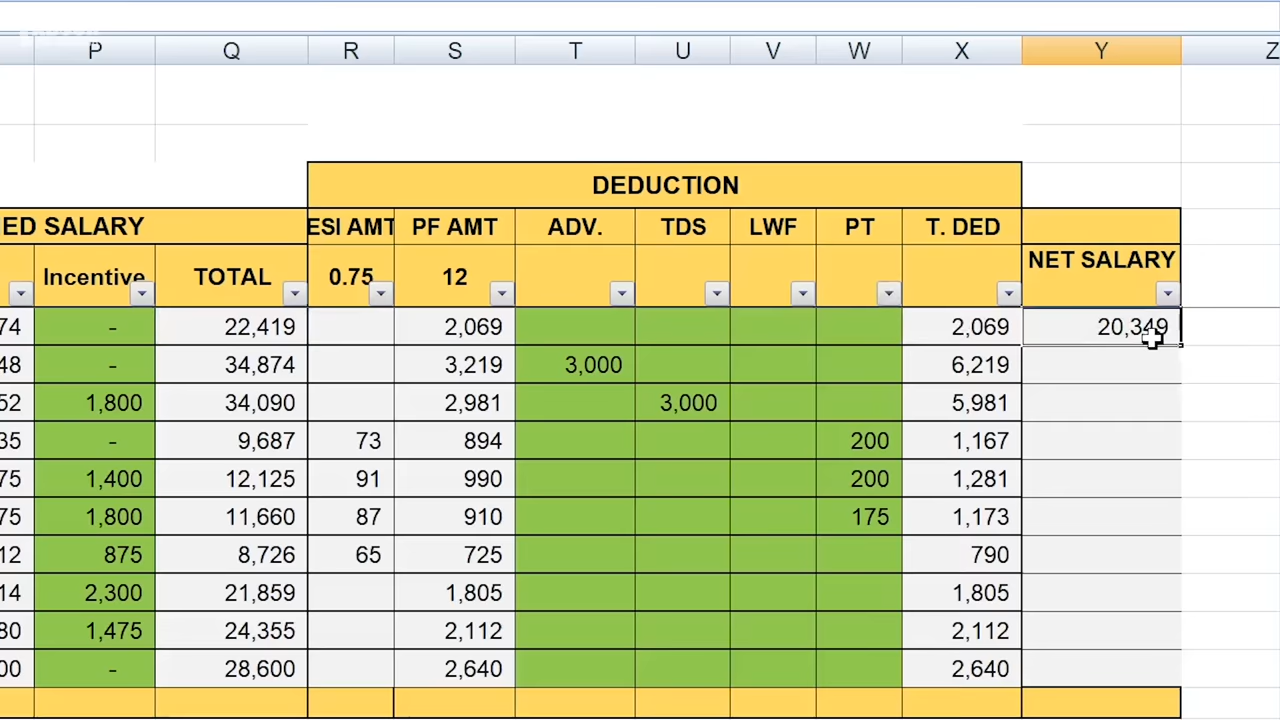 P Q R S T U V W X Y Z
DEDUCTION
ED SALARY ESI AMT PF AMT ADV. TDS LWF PT T. DED
Incentive TOTAL 0.75 12 NET SALARY
74 - 22,419 2,069 2,069 20,349
48 - 34,874 3,219 3,000 6,219
52 1,800 34,090 2,981 3,000 5,981
35 - 9,687 73 894 200 1,167
75 1,400 12,125 91 990 200 1,281
75 1,800 11,660 87 910 175 1,173
12 875 8,726 65 725 790
14 2,300 21,859 1,805 1,805
80 1,475 24,355 2,112 2,112
00 - 28,600 2,640 2,640